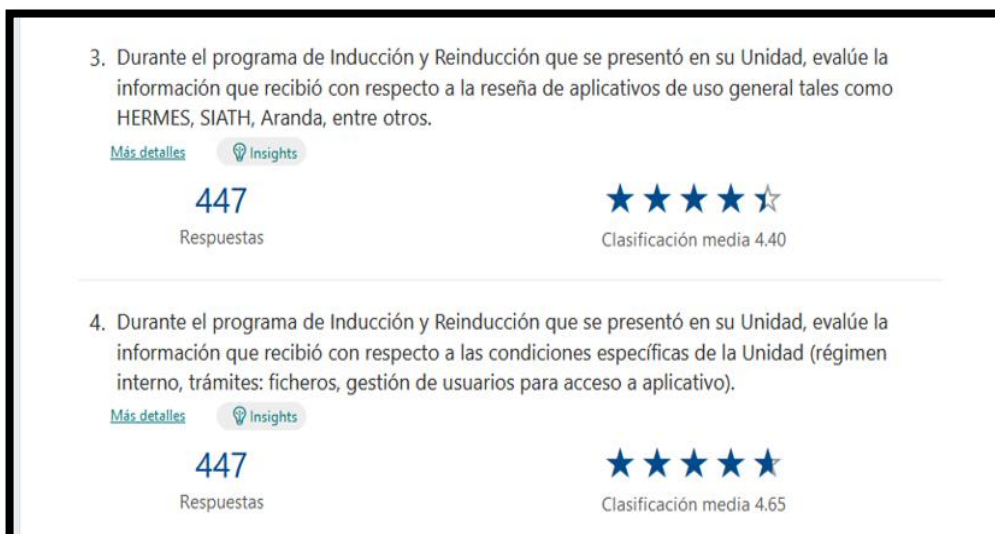 3. Durante el programa de Inducción y Reinducción que se presentó en su Unidad, evalúe la
información que recibió con respecto a la reseña de aplicativos de uso general tales como
HERMES, SIATH, Aranda, entre otros.
Más detalles Insights
447
Respuestas
Clasificación media 4.40
4. Durante el programa de Inducción y Reinducción que se presentó en su Unidad, evalúe la
información que recibió con respecto a las condiciones específicas de la Unidad (régimen
interno, trámites: ficheros, gestión de usuarios para acceso a aplicativo).
Más detalles Insights
447
Respuestas
Clasificación media 4.65